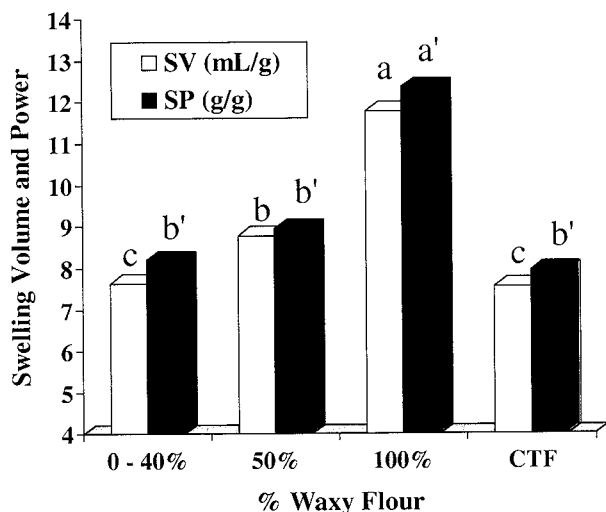 14
13
12
11
10
9
8
7
6
5
4
Swelling Volume and Power
SV (mL/g)
SP (g/g)
c b'
b b'
a a'
c b'
0 - 40% 50% 100% CTF
% Waxy Flour